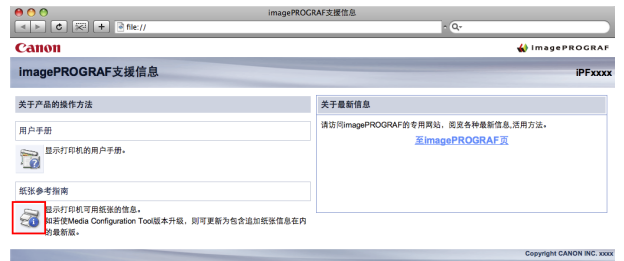 imagePROGRAF支援信息
file://
Q
Canon
imagePROGRAF
imagePROGRAF支援信息
iPFxxxx
关于产品的操作方法
用户手册
显示打印机的用户手册。
纸张参考指南
显示打印机可用纸张的信息。
如若使Media Configuration Tool版本升级，则可更新为包含追加纸张信息在内
的最新版。
关于最新信息
请访问imagePROGRAF的专用网站，阅览各种最新信息,活用方法。
至imagePROGRAF页
Copyright CANON INC. xxxx